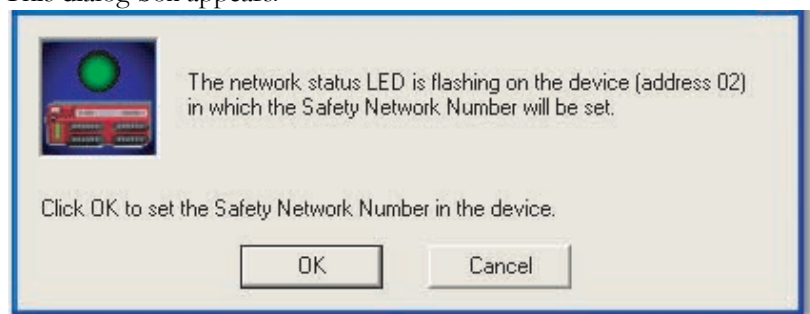 This dialog box appears.
The network status LED is flashing on the device (address 02)
in which the Safety Network Number will be set.
Click OK to set the Safety Network Number in the device.
OK
Cancel